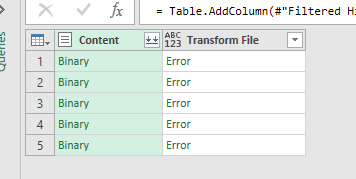 fx = Table.AddColumn(#"Filtered Hi
Queries
Content ABC 123 Transform File
1 Binary Error
2 Binary Error
3 Binary Error
4 Binary Error
5 Binary Error